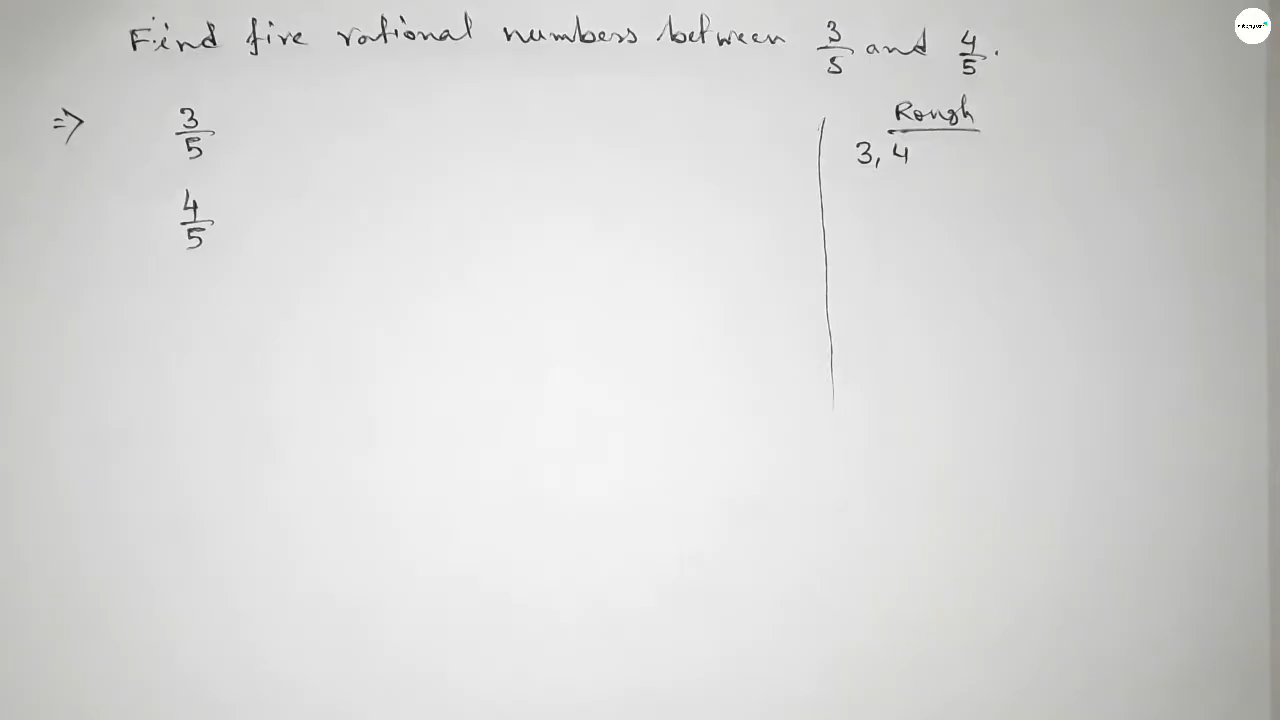 Find five rational numbers between 3/5 and 4/5.
Rough
⇒ 3/5
3, 4
4/5